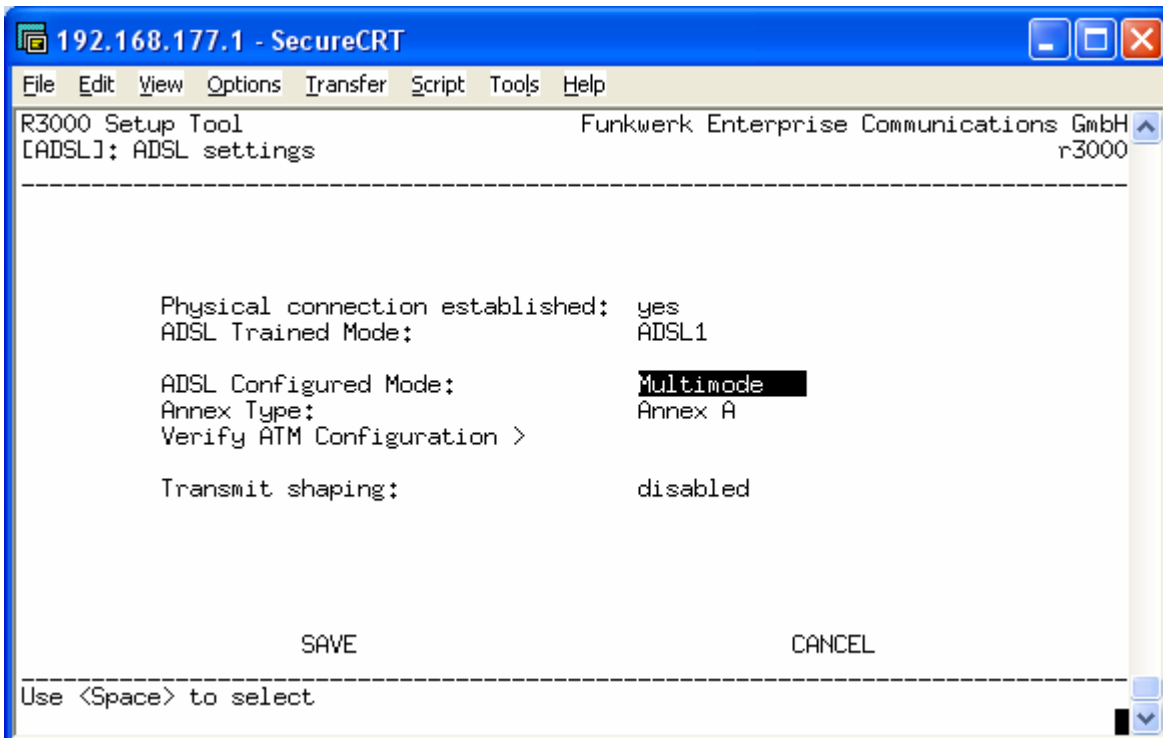 192.168.177.1 - SecureCRT
File Edit View Options Transfer Script Tools Help
R3000 Setup Tool Funkwerk Enterprise Communications GmbH
[ADSL]: ADSL settings r3000
Physical connection established: yes
ADSL Trained Mode: ADSL1
ADSL Configured Mode: Multimode
Annex Type: Annex A
Verify ATM Configuration >
Transmit shaping: disabled
SAVE CANCEL
Use <Space> to select